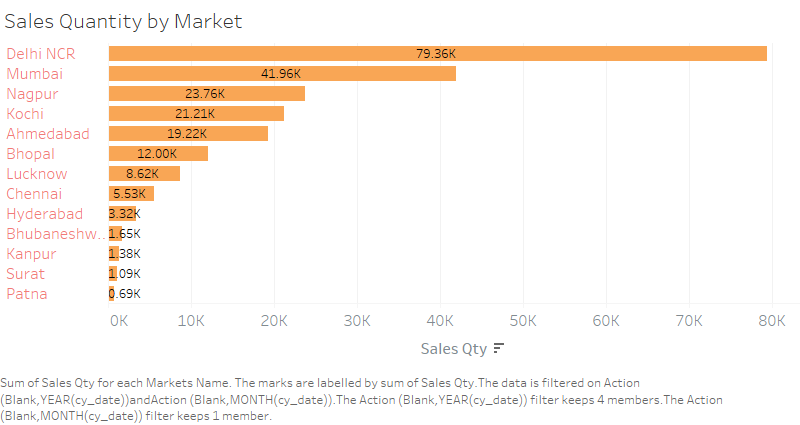 Sales Quantity by Market
Delhi NCR 79.36K
Mumbai 41.96K
Nagpur 23.76K
Kochi 21.21K
Ahmedabad 19.22K
Bhopal 12.00K
Lucknow 8.62K
Chennai 5.53K
Hyderabad 3.32K
Bhubaneshw.. 1.65K
Kanpur 1.38K
Surat 1.09K
Patna 0.69K
0K 10K 20K 30K 40K 50K 60K 70K 80K
Sales Qty
Sum of Sales Qty for each Markets Name. The marks are labelled by sum of Sales Qty.The data is filtered on Action
(Blank,YEAR(cy_date))andAction (Blank,MONTH(cy_date)).The Action (Blank,YEAR(cy_date)) filter keeps 4 members.The Action
(Blank,MONTH(cy_date)) filter keeps 1 member.